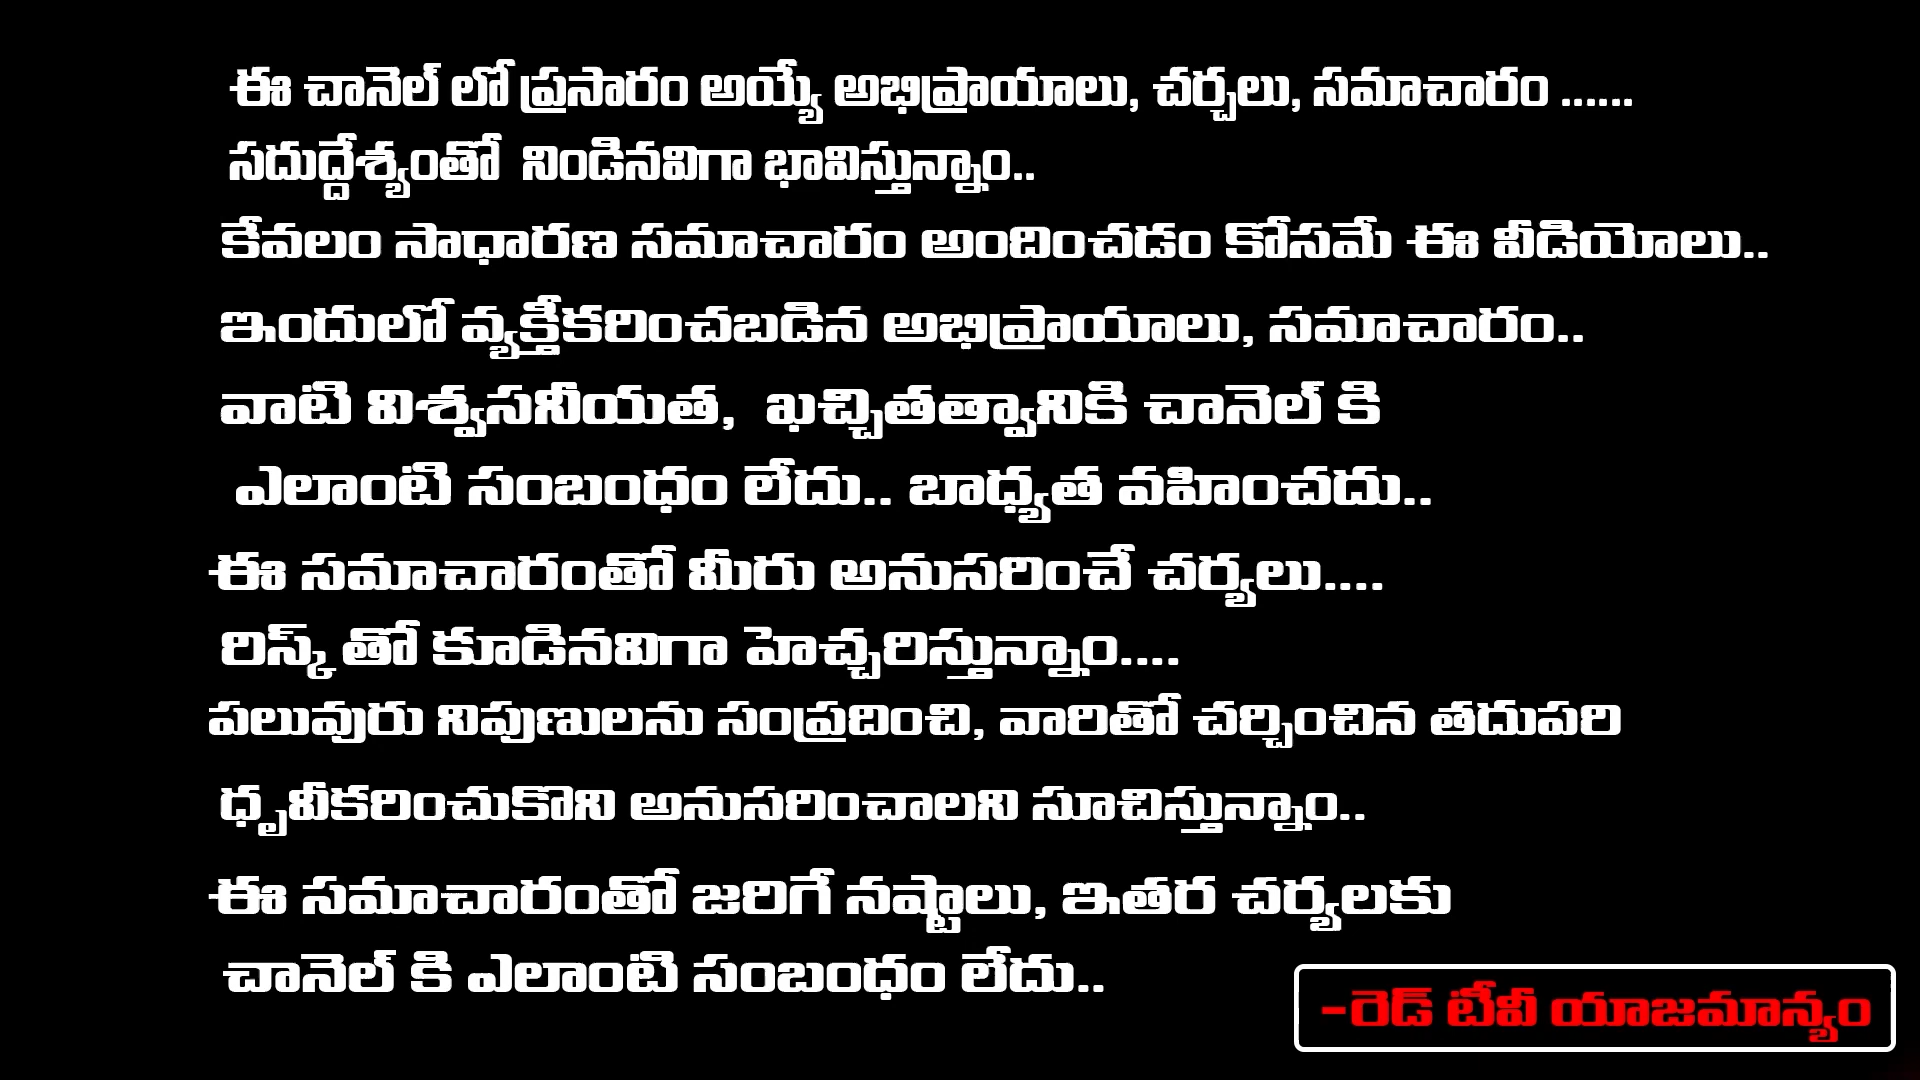 ఈ చానెల్ లో ప్రసారం అయ్యే అభిప్రాయాలు, చర్చలు, సమాచారం ......
సదుద్దేశ్యంతో నిండినవిగా భావిస్తున్నాం..
కేవలం సాధారణ సమాచారం అందించడం కోసమే ఈ వీడియోలు..
ఇందులో వ్యక్తీకరించబడిన అభిప్రాయాలు, సమాచారం..
వాటి విశ్వసనీయత, ఖచ్చితత్వానికి చానెల్ కి
ఎలాంటి సంబంధం లేదు.. బాధ్యత వహించదు..
ఈ సమాచారంతో మీరు అనుసరించే చర్యలు....
రిస్క్ తో కూడినవిగా హెచ్చరిస్తున్నాం....
పలువురు నిపుణులను సంప్రదించి, వారితో చర్చించిన తదుపరి
ధృవీకరించుకొని అనుసరించాలని సూచిస్తున్నాం..
ఈ సమాచారంతో జరిగే నష్టాలు, ఇతర చర్యలకు
చానెల్ కి ఎలాంటి సంబంధం లేదు..
-రెడ్ టీవీ యాజమాన్యం